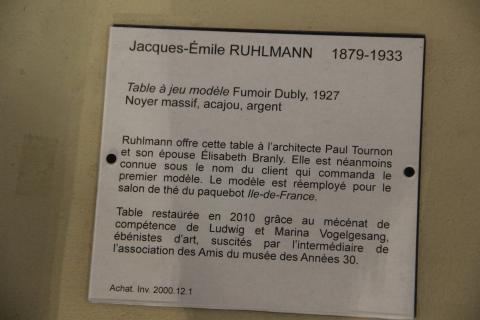 Jacques-Émile RUHLMANN 1879-1933
Table à jeu modèle Fumoir Dubly, 1927
Noyer massif, acajou, argent
Ruhlmann offre cette table à l'architecte Paul Tournon
et son épouse Élisabeth Branly. Elle est néanmoins
connue sous le nom du client qui commanda le
premier modèle. Le modèle est réemployé pour le
salon de thé du paquebot Ile-de-France.
Table restaurée en 2010 grâce au mécénat de
compétence de Ludwig et Marina Vogelgesang,
ébénistes d'art, suscités par l'intermédiaire de
l'association des Amis du musée des Années 30.
Achat. Inv. 2000.12.1